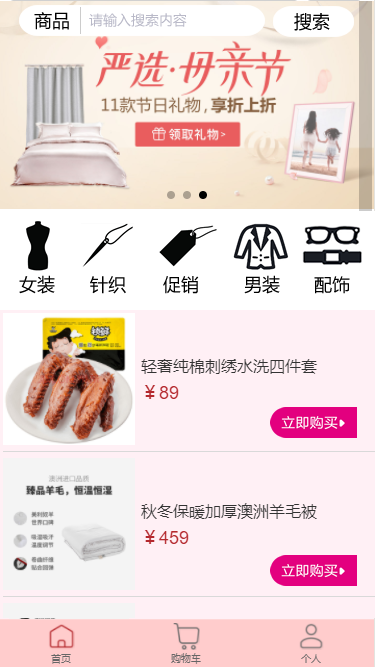 商品 请输入搜索内容 搜索
严选·母亲节
11款节日礼物，享折上折
领取礼物>
女装 针织 促销 男装 配饰
轻奢纯棉刺绣水洗四件套
￥89
立即购买
澳洲进口品质
臻品羊毛，恒温恒湿
秋冬保暖加厚澳洲羊毛被
￥459
立即购买
首页 购物车 个人